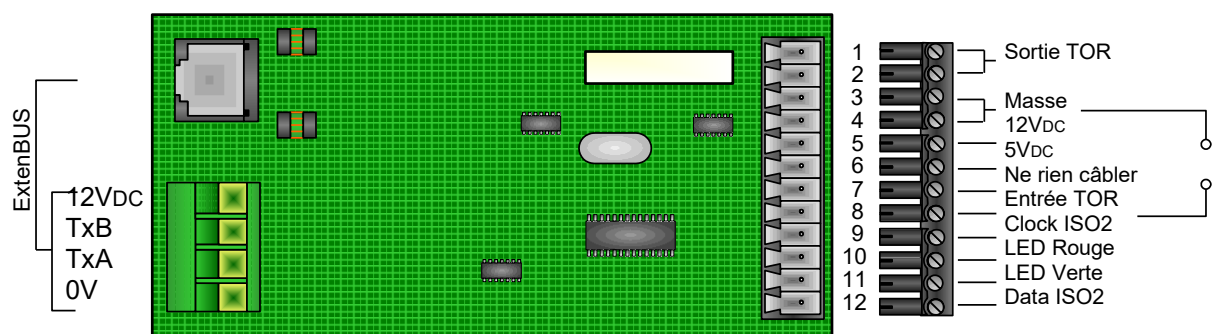 ExtenBUS
12VDC
TxB
TxA
0V
1
2
3
4
5
6
7
8
9
10
11
12
Sortie TOR
Masse
12VDC
5VDC
Ne rien câbler
Entrée TOR
Clock ISO2
LED Rouge
LED Verte
Data ISO2